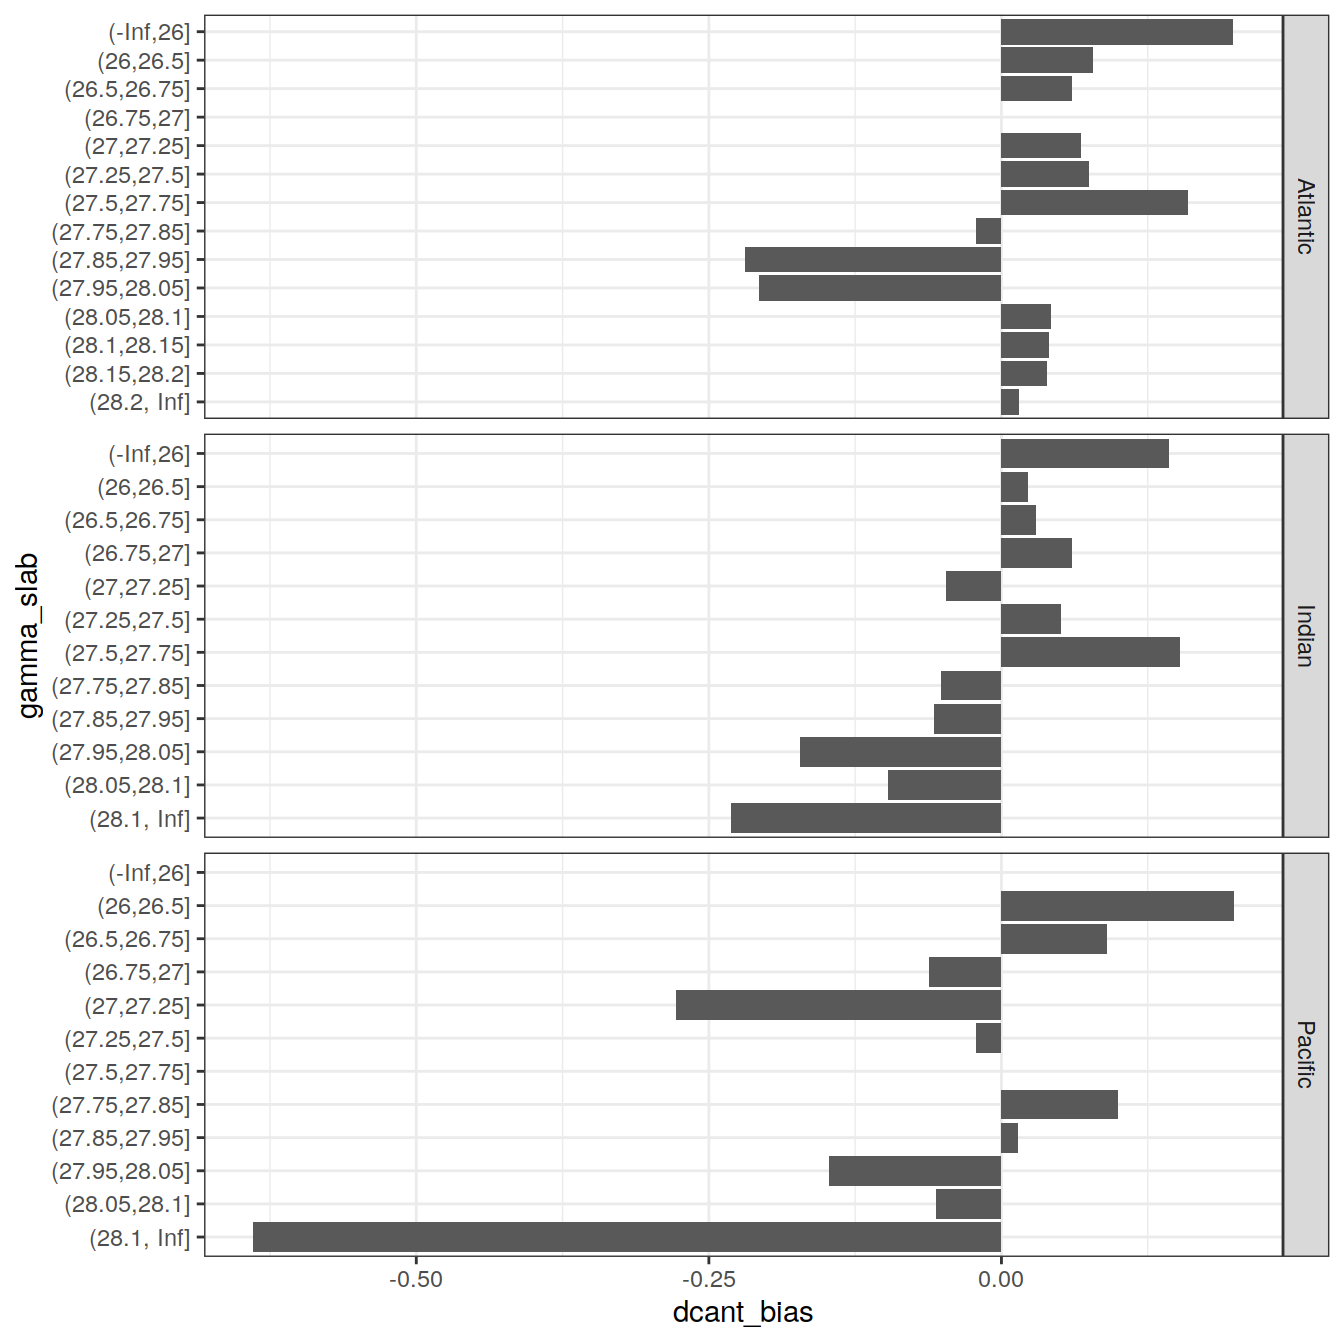 (-Inf,26]
(26,26.5]
(26.5,26.75]
(26.75,27]
(27,27.25]
(27.25,27.5]
(27.5,27.75]
(27.75,27.85]
(27.85,27.95]
(27.95,28.05]
(28.05,28.1]
(28.1,28.15]
(28.15,28.2]
(28.2, Inf]
Atlantic
(-Inf,26]
(26,26.5]
(26.5,26.75]
(26.75,27]
(27,27.25]
(27.25,27.5]
(27.5,27.75]
(27.75,27.85]
(27.85,27.95]
(27.95,28.05]
(28.05,28.1]
(28.1, Inf]
Indian
gamma_slab
(-Inf,26]
(26,26.5]
(26.5,26.75]
(26.75,27]
(27,27.25]
(27.25,27.5]
(27.5,27.75]
(27.75,27.85]
(27.85,27.95]
(27.95,28.05]
(28.05,28.1]
(28.1, Inf]
Pacific
-0.50 -0.25 0.00
dcant_bias